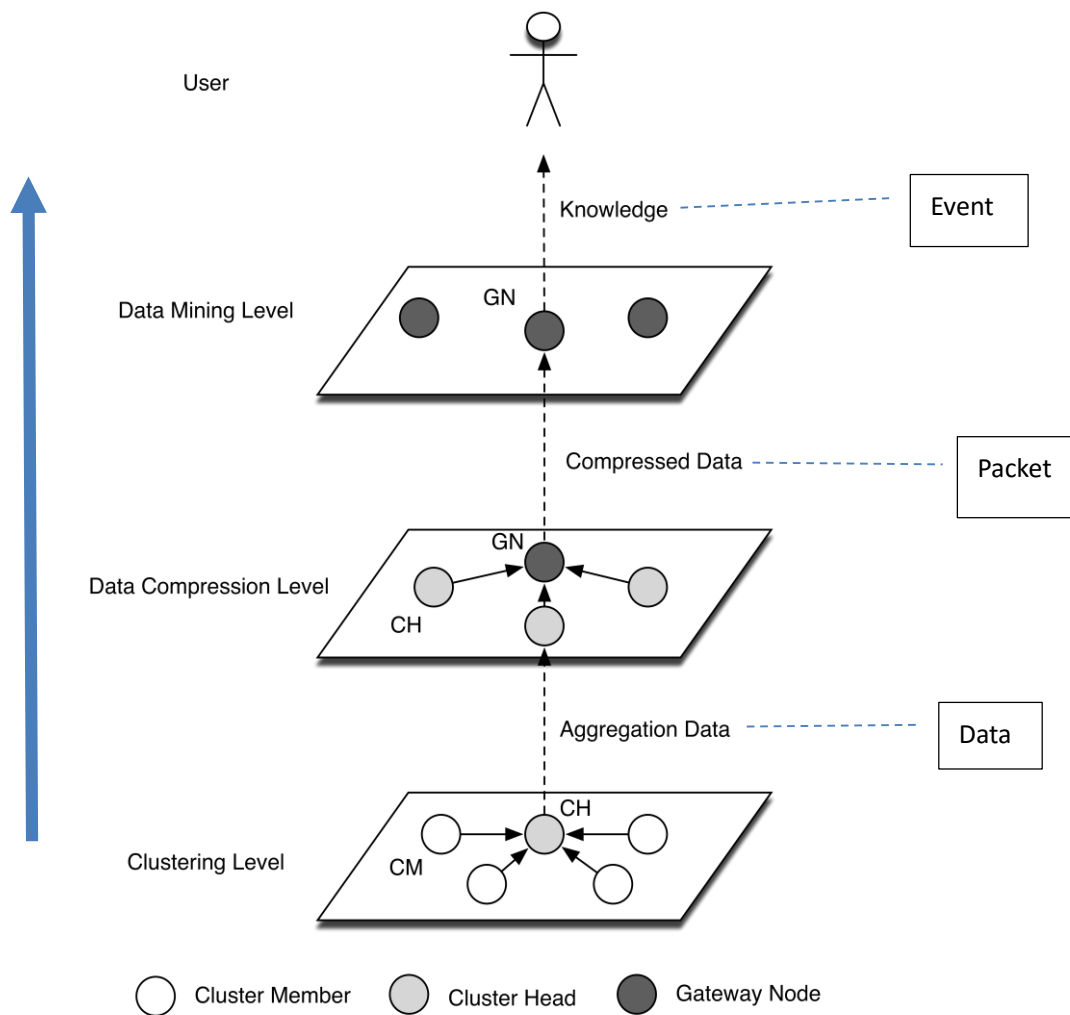 User
Knowledge
Event
GN
Data Mining Level
Compressed Data
Packet
GN
Data Compression Level
CH
Aggregation Data
Data
CH
Clustering Level
CM
Cluster Member
Cluster Head
Gateway Node